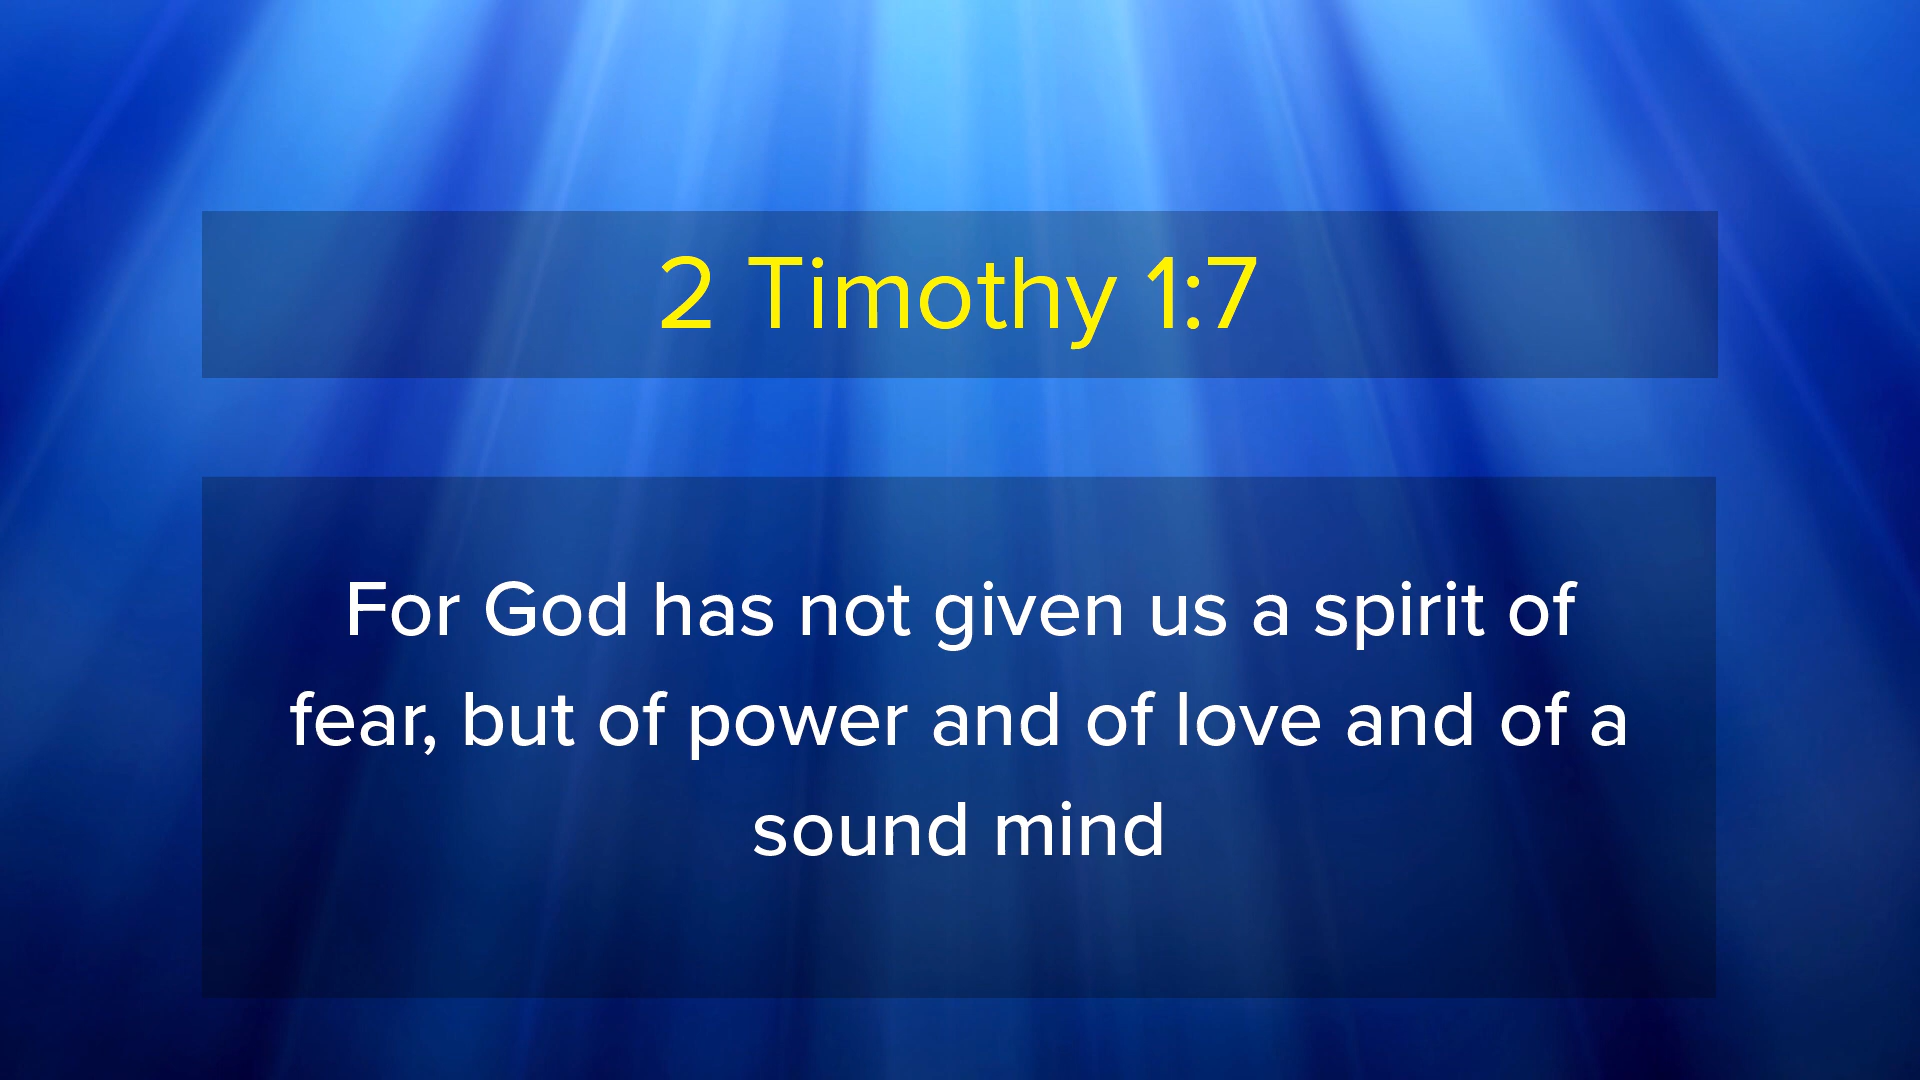 2 Timothy 1:7
For God has not given us a spirit of
fear, but of power and of love and of a
sound mind